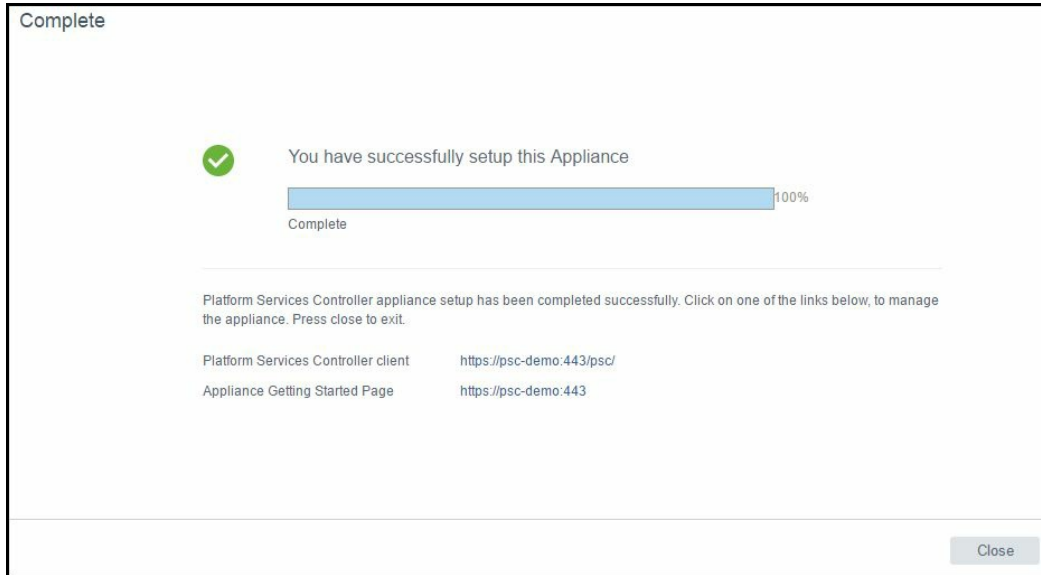 Complete
You have successfully setup this Appliance
100%
Complete
Platform Services Controller appliance setup has been completed successfully. Click on one of the links below, to manage
the appliance. Press close to exit.
Platform Services Controller client https://psc-demo:443/psc/
Appliance Getting Started Page https://psc-demo:443
Close